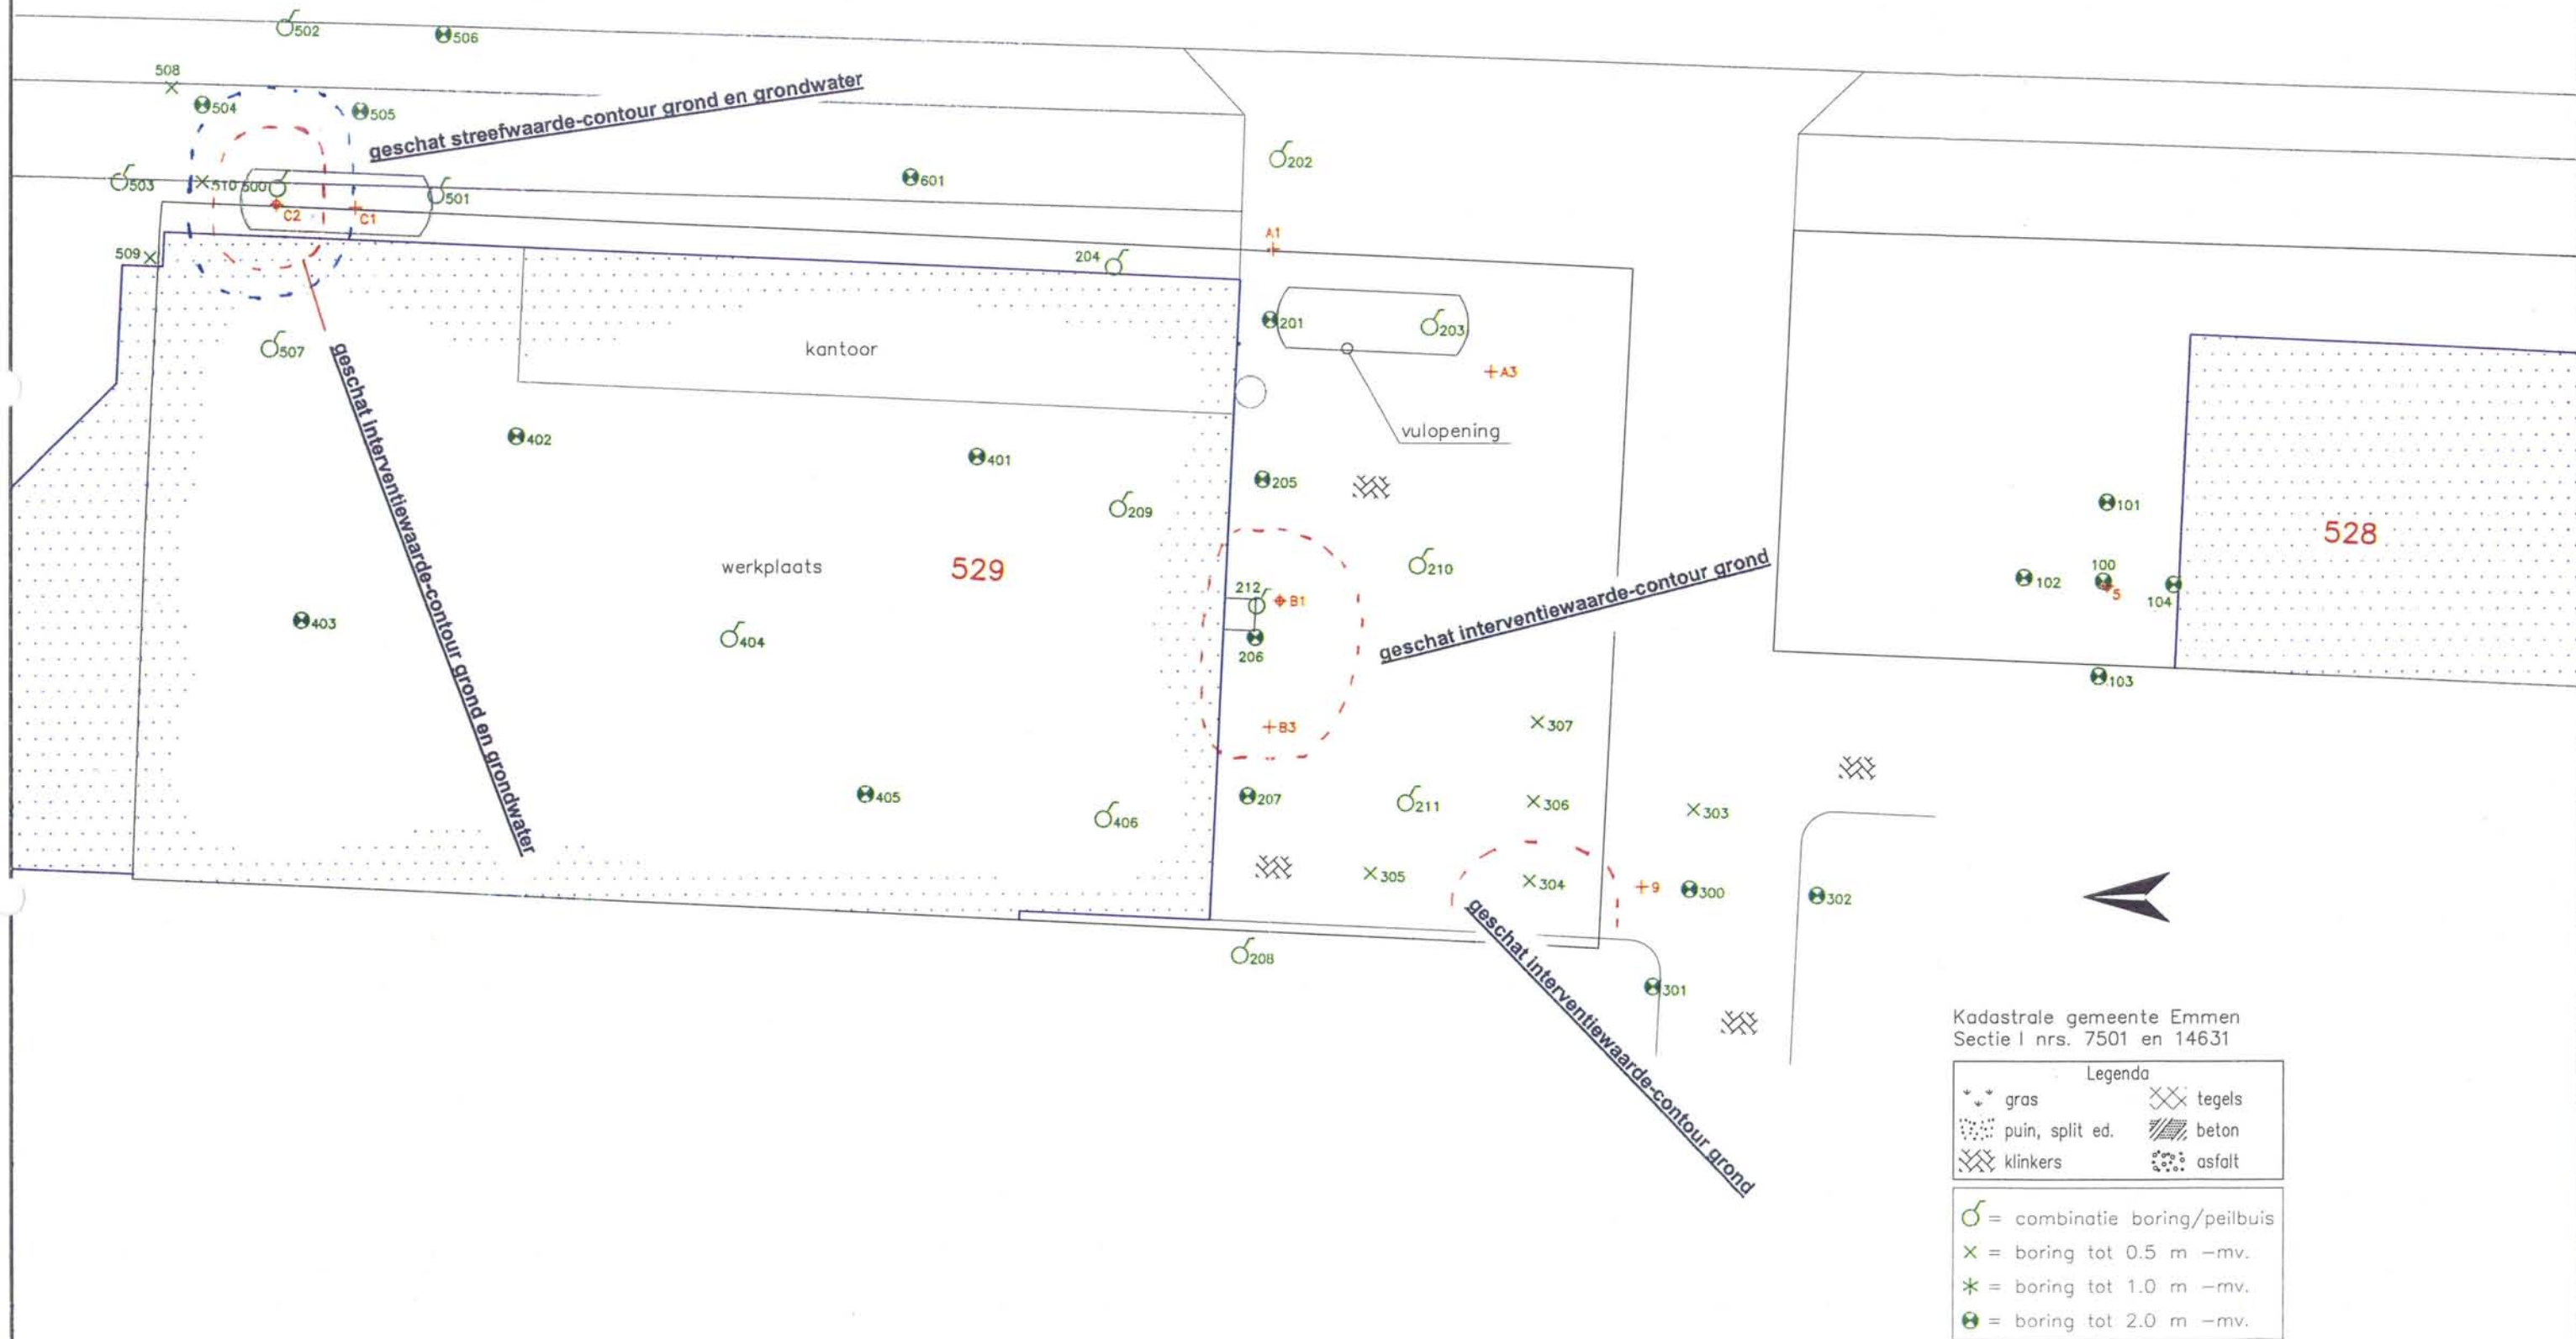 502
506
508
504
505
geschat streefwaarde-contour grond en grondwater
202
503
510
500
501
601
C2
C1
A1
509
204
201
203
507
kantoor
A3
vulopening
402
401
205
209
101
528
geschat interventiewaarde-contour grond en grondwater
werkplaats
529
210
geschat interventiewaarde-contour grond
212
B1
102
100
5
104
403
404
206
103
B3
307
405
406
207
211
306
303
305
304
9
300
302
208
geschat interventiewaarde-contour grond
301
Kadastrale gemeente Emmen
Sectie I nrs. 7501 en 14631
Legenda
gras
tegels
puin, split ed.
beton
klinkers
asfalt
= combinatie boring/peilbuis
= boring tot 0.5 m -mv.
= boring tot 1.0 m -mv.
= boring tot 2.0 m -mv.